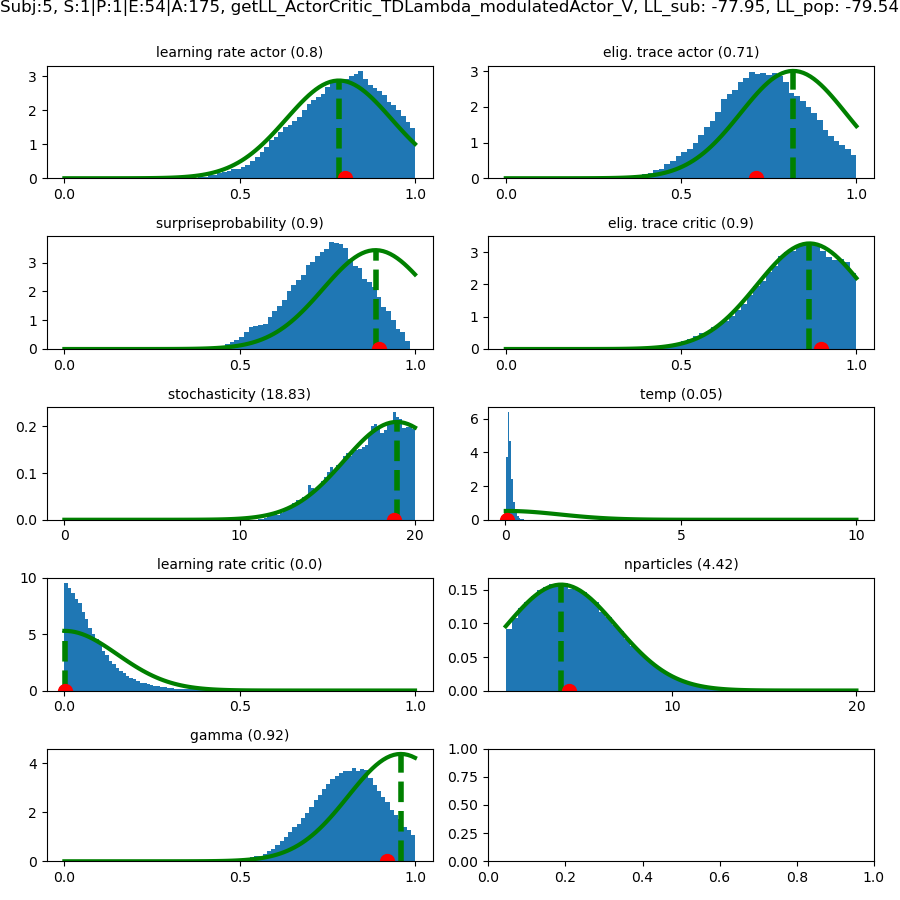 Subj:5, S:1|P:1|E:54|A:175, getLL_ActorCritic_TDLambda_modulatedActor_V, LL_sub: -77.95, LL_pop: -79.54
learning rate actor (0.8)
elig. trace actor (0.71)
3
2
1
0
0.0 0.5 1.0
3
2
1
0
0.0 0.5 1.0
surpriseprobability (0.9)
elig. trace critic (0.9)
3
2
1
0
0.0 0.5 1.0
3
2
1
0
0.0 0.5 1.0
stochasticity (18.83)
temp (0.05)
0.2
0.1
0.0
0 10 20
6
4
2
0
0 5 10
learning rate critic (0.0)
nparticles (4.42)
10
5
0
0.0 0.5 1.0
0.15
0.10
0.05
0.00
10 20
gamma (0.92)
4
2
0
0.0 0.5 1.0
1.00
0.75
0.50
0.25
0.00
0.0 0.2 0.4 0.6 0.8 1.0